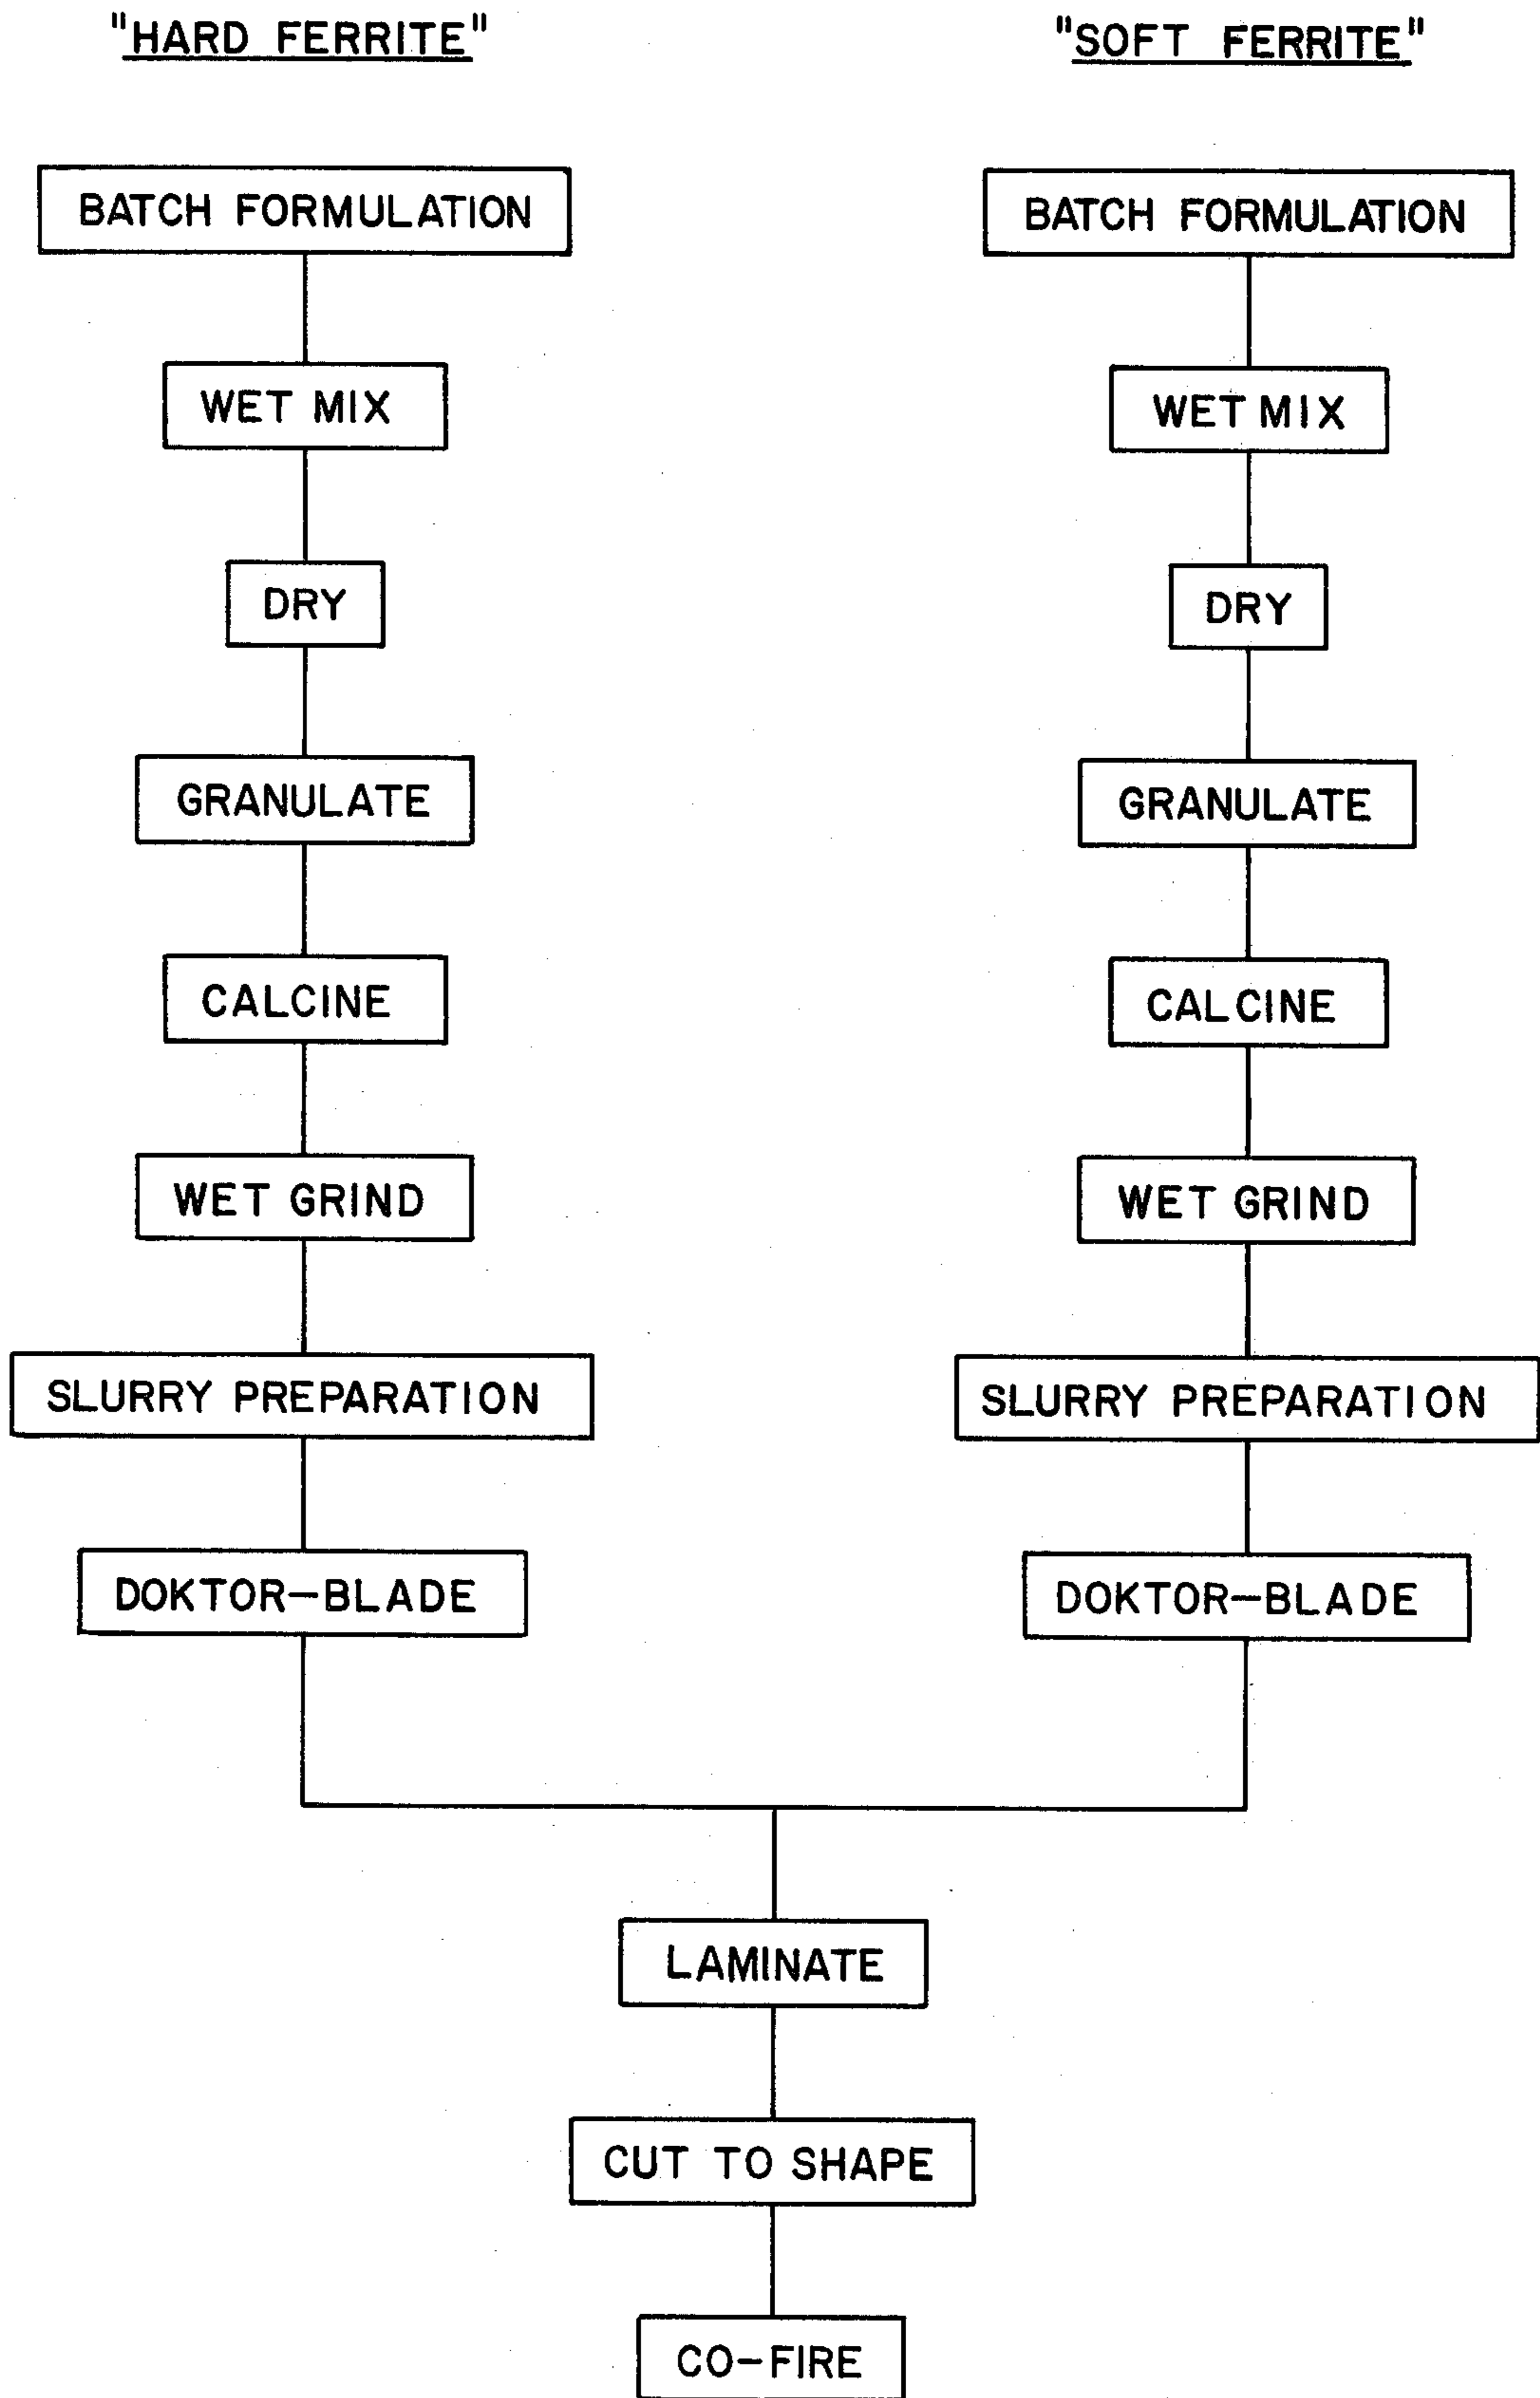 "HARD FERRITE"
BATCH FORMULATION
WET MIX
DRY
GRANULATE
CALCINE
WET GRIND
SLURRY PREPARATION
DOKTOR-BLADE
"SOFT FERRITE"
BATCH FORMULATION
WET MIX
DRY
GRANULATE
CALCINE
WET GRIND
SLURRY PREPARATION
DOKTOR-BLADE
LAMINATE
CUT TO SHAPE
CO-FIRE